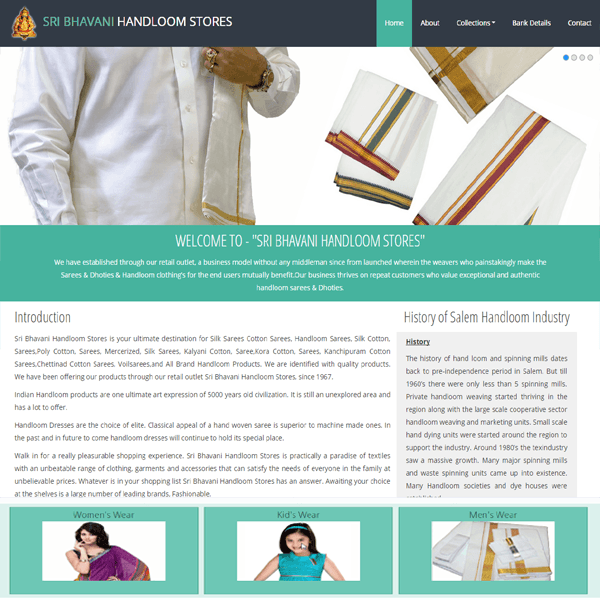 SRI BHAVANI HANDLOOM STORES
Home About Collections Bank Details Contact
WELCOME TO - "SRI BHAVANI HANDLOOM STORES"
We have established through our retail outlet, a business model without any middleman since from launched wherein the weavers who painstakingly make the
Sarees & Dhoties & Handloom clothing's for the end users mutually benefit.Our business thrives on repeat customers who value exceptional and authentic
handloom sarees & Dhoties.
Introduction
Sri Bhavani Handloom Stores is your ultimate destination for Silk Sarees Cotton Sarees, Handloom Sarees, Silk Cotton,
Sarees,Poly Cotton, Sarees, Mercerized, Silk Sarees, Kalyani Cotton, Saree,Kora Cotton, Sarees, Kanchipuram Cotton
Sarees,Chettinad Cotton Sarees, Voilsarees,and All Brand Handloom Products. We are identified with quality products.
We have been offering our products through our retail outlet Sri Bhavani Handloom Stores, since 1967.
Indian Handloom products are one ultimate art expression of 5000 years old civilization. It is still an unexplored area and
has a lot to offer.
Handloom Dresses are the choice of elite. Classical appeal of a hand woven saree is superior to machine made ones. In
the past and in future to come handloom dresses will continue to hold its special place.
Walk in for a really pleasurable shopping experience. Sri Bhavani Handloom Stores is practically a paradise of textiles
with an unbeatable range of clothing, garments and accessories that can satisfy the needs of everyone in the family at
unbelievable prices. Whatever is in your shopping list Sri Bhavani Handloom Stores has an answer. Awaiting your choice
at the shelves is a large number of leading brands. Fashionable,
History of Salem Handloom Industry
History
The history of hand loom and spinning mills dates
back to pre-independence period in Salem. But till
1960's there were only less than 5 spinning mills.
Private handloom weaving started thriving in the
region along with the large scale cooperative sector
handloom weaving and marketing units. Small scale
hand dying units were started around the region to
support the industry. Around 1980's the texindustry
saw a massive growth. Many major spinning mills
and waste spinning units came up into existence.
Many Handloom societies and dye houses were
Women's Wear
Kid's Wear
Men's Wear